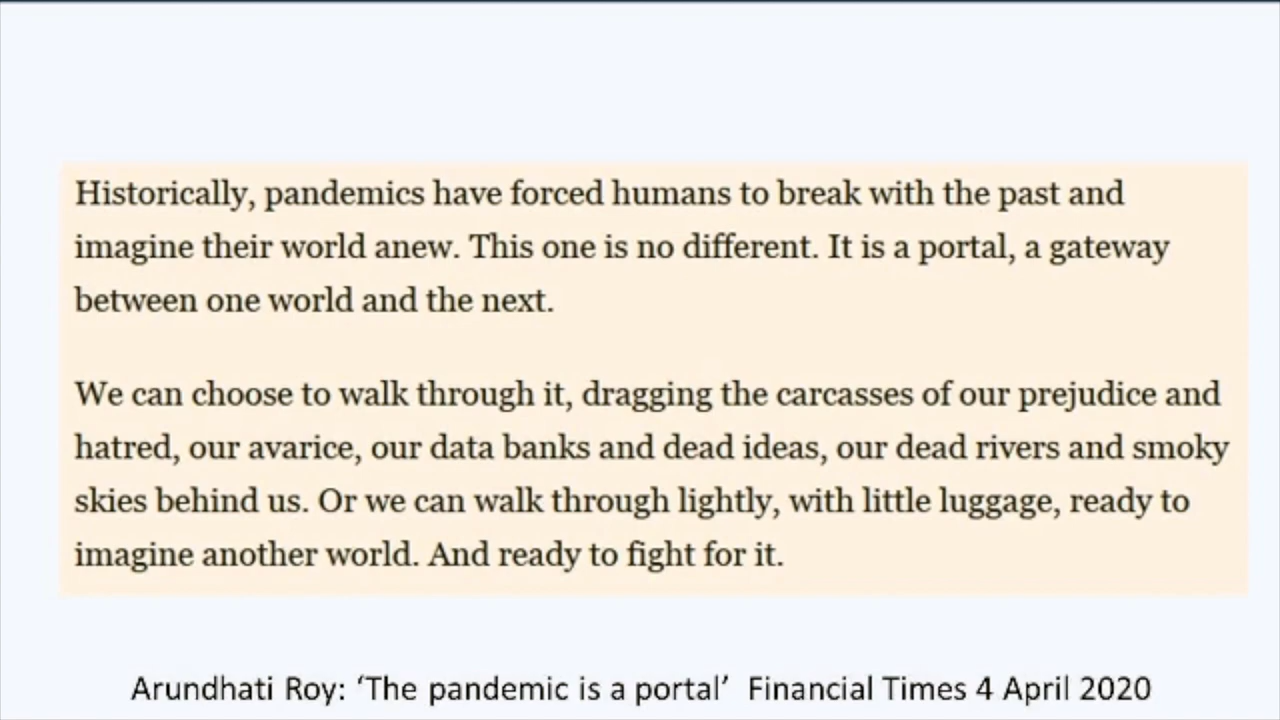 Historically, pandemics have forced humans to break with the past and
imagine their world anew. This one is no different. It is a portal, a gateway
between one world and the next.
We can choose to walk through it, dragging the carcasses of our prejudice and
hatred, our avarice, our data banks and dead ideas, our dead rivers and smoky
skies behind us. Or we can walk through lightly, with little luggage, ready to
imagine another world. And ready to fight for it.
Arundhati Roy: ‘The pandemic is a portal’ Financial Times 4 April 2020